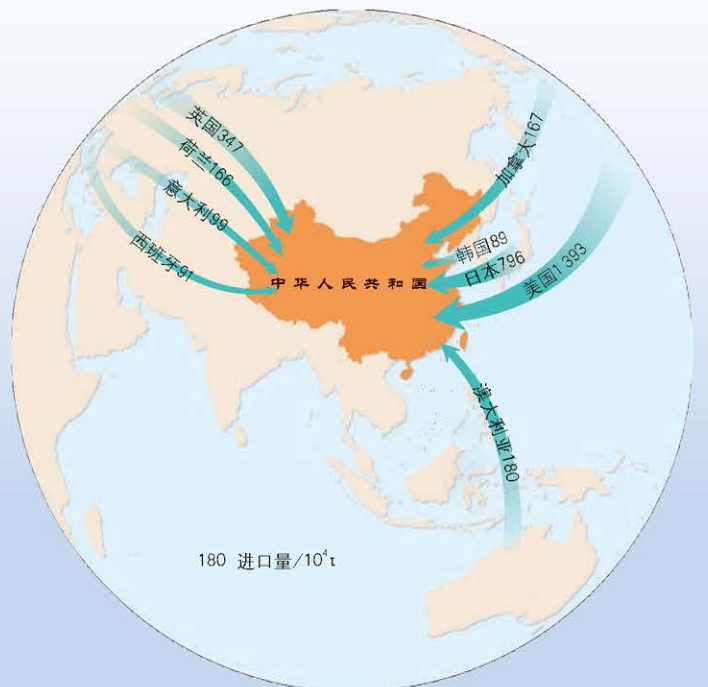 英国347
荷兰166
意大利99
西班牙91
加拿大167
韩国89
日本796
美国1 393
中华人民共和国
澳大利亚180
180 进口量/10⁴t